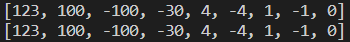 [123, 100, -100, -30, 4, -4, 1, -1, 0]
[123, 100, -100, -30, 4, -4, 1, -1, 0]